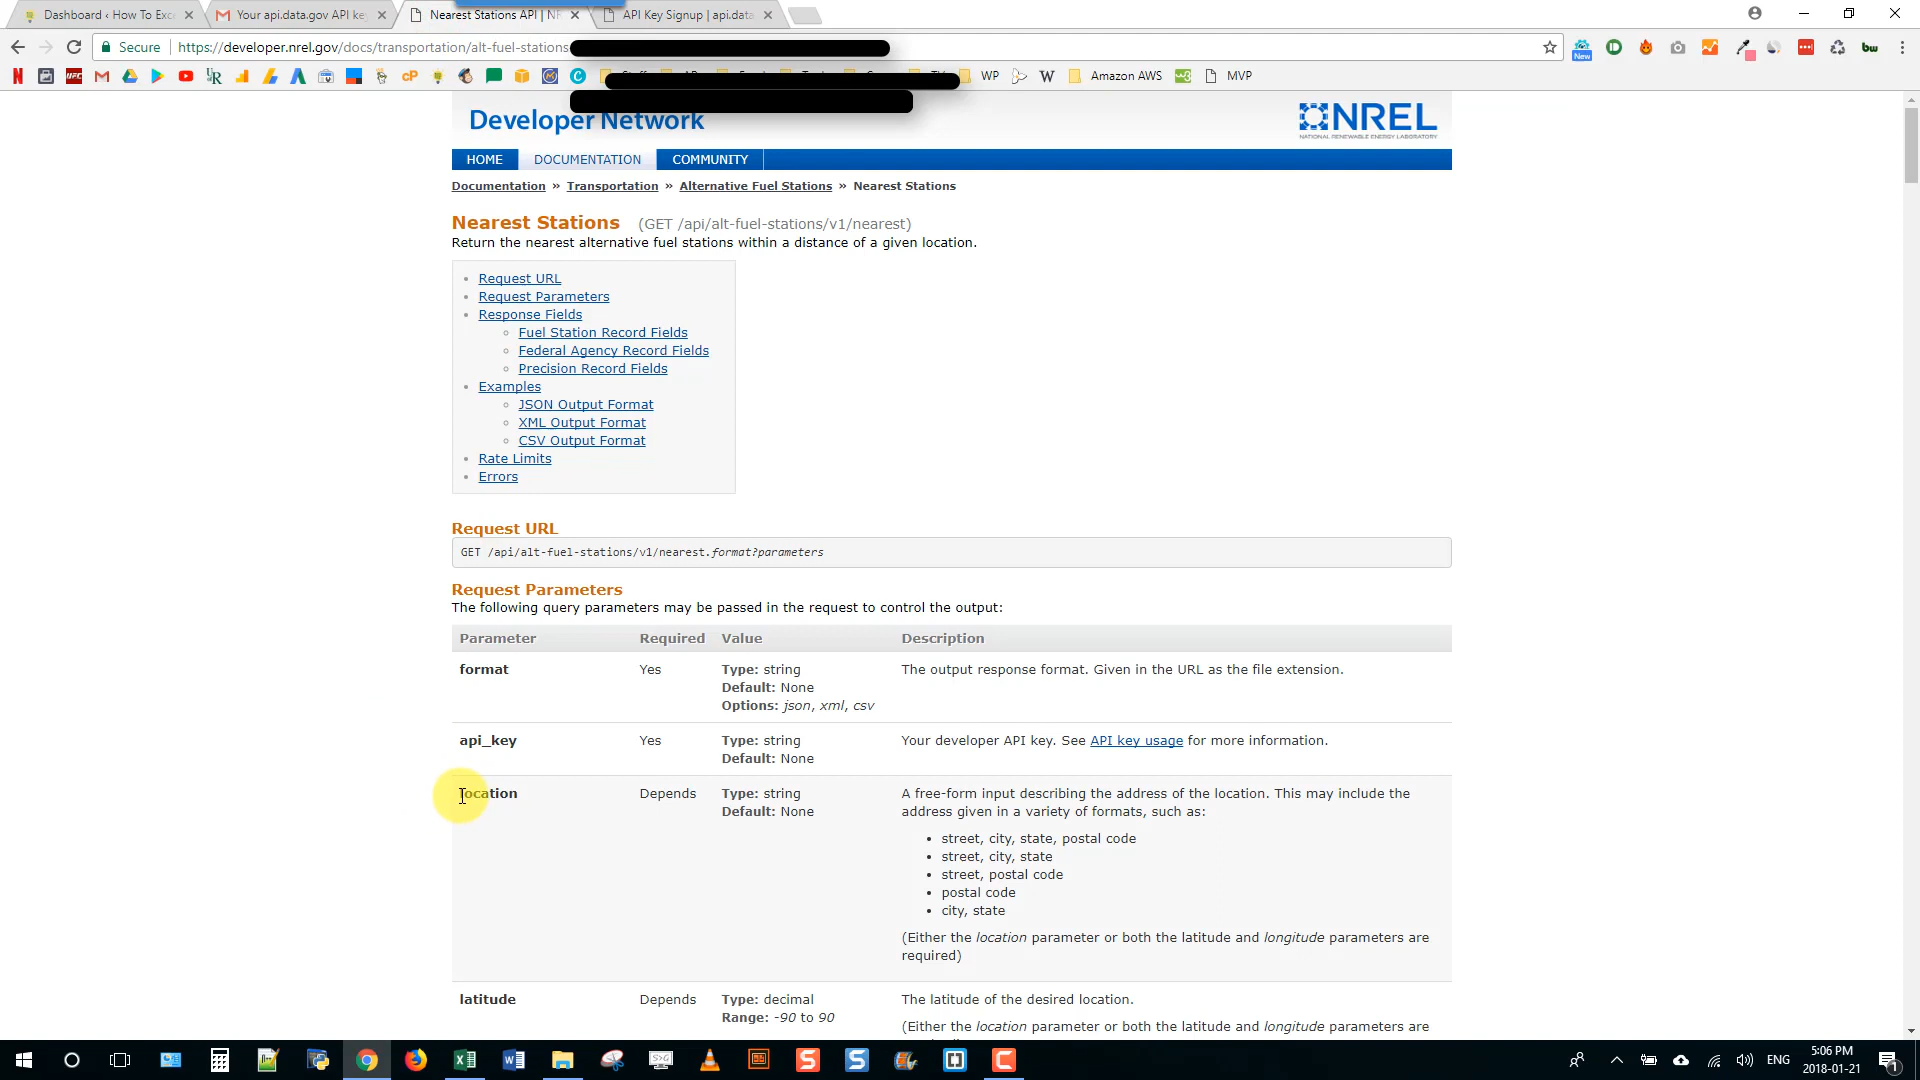 Dashboard ‹ How To Exc
Your api.data.gov API ke
Nearest Stations API | NR
API Key Signup | api.data
Secure
https://developer.nrel.gov/docs/transportation/alt-fuel-stations
New
WP
Amazon AWS
MVP
Developer Network
NREL
NATIONAL RENEWABLE ENERGY LABORATORY
HOME
DOCUMENTATION
COMMUNITY
Documentation » Transportation » Alternative Fuel Stations » Nearest Stations
Nearest Stations (GET /api/alt-fuel-stations/v1/nearest)
Return the nearest alternative fuel stations within a distance of a given location.
Request URL
Request Parameters
Response Fields
Fuel Station Record Fields
Federal Agency Record Fields
Precision Record Fields
Examples
JSON Output Format
XML Output Format
CSV Output Format
Rate Limits
Errors
Request URL
GET /api/alt-fuel-stations/v1/nearest.format?parameters
Request Parameters
The following query parameters may be passed in the request to control the output:
Parameter Required Value Description
format Yes Type: string The output response format. Given in the URL as the file extension.
Default: None
Options: json, xml, csv
api_key Yes Type: string Your developer API key. See API key usage for more information.
Default: None
location Depends Type: string A free-form input describing the address of the location. This may include the
Default: None address given in a variety of formats, such as:
street, city, state, postal code
street, city, state
street, postal code
postal code
city, state
(Either the location parameter or both the latitude and longitude parameters are
required)
latitude Depends Type: decimal The latitude of the desired location.
Range: -90 to 90
(Either the location parameter or both the latitude and longitude parameters are
ENG
5:06 PM
2018-01-21